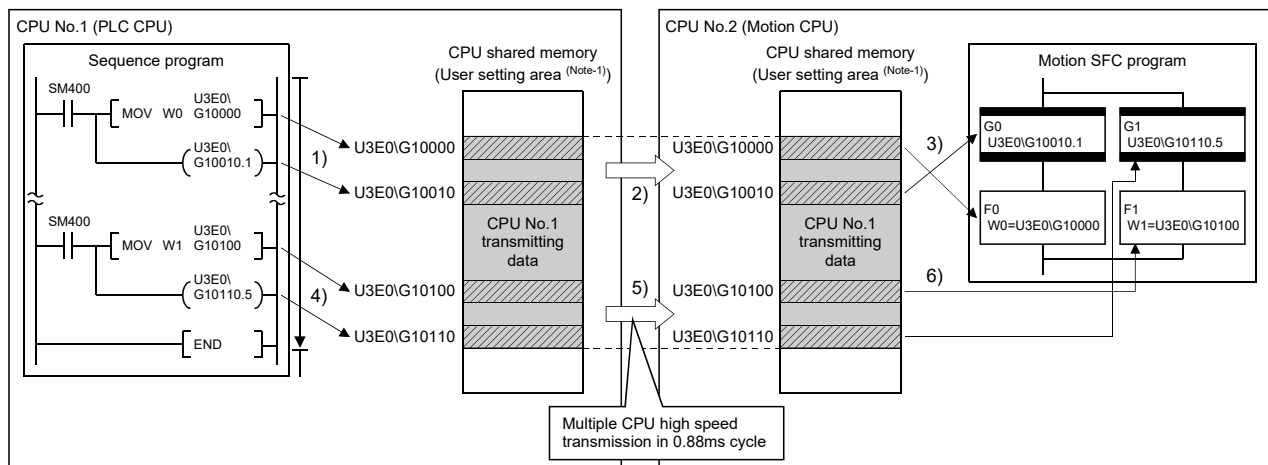 CPU No.1 (PLC CPU)
Sequence program
SM400
MOV W0 U3E0\
G10000
U3E0\
G10010.1
1)
SM400
MOV W1 U3E0\
G10100
U3E0\
G10110.5
4)
END
CPU shared memory
(User setting area (Note-1))
U3E0\G10000
U3E0\G10010
CPU No.1
transmitting
data
U3E0\G10100
U3E0\G10110
2)
5)
Multiple CPU high speed
transmission in 0.88ms cycle
CPU No.2 (Motion CPU)
CPU shared memory
(User setting area (Note-1))
U3E0\G10000
U3E0\G10010
CPU No.1
transmitting
data
U3E0\G10100
U3E0\G10110
3)
6)
Motion SFC program
G0
U3E0\G10010.1
G1
U3E0\G10110.5
F0
W0=U3E0\G10000
F1
W1=U3E0\G10100